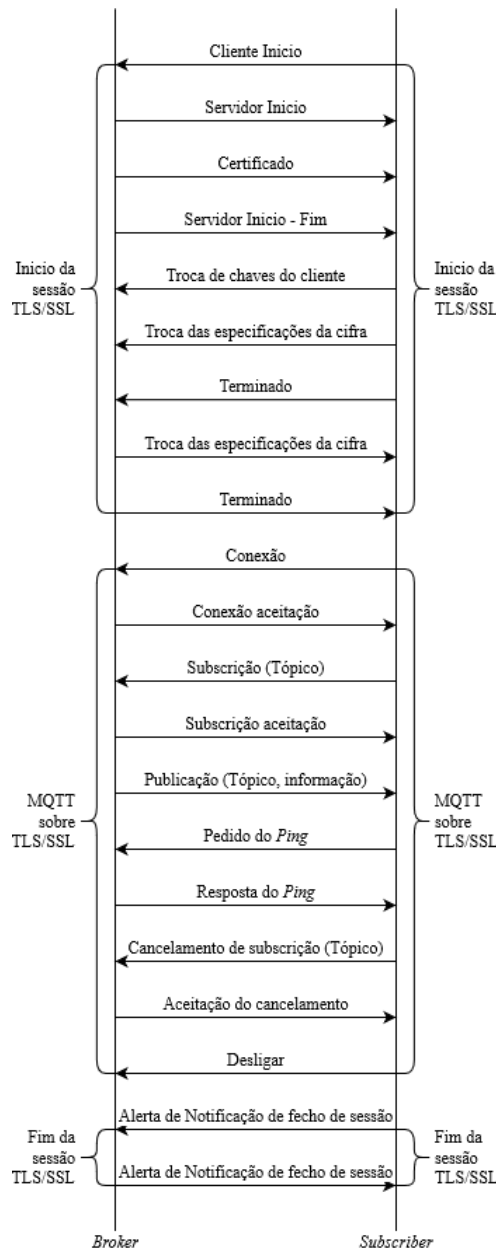 Cliente Inicio
Servidor Inicio
Certificado
Servidor Inicio - Fim
Inicio da
sessão
TLS/SSL
Inicio da
sessão
TLS/SSL
Troca de chaves do cliente
Troca das especificações da cifra
Terminado
Troca das especificações da cifra
Terminado
Conexão
Conexão aceitação
Subscrição (Tópico)
Subscrição aceitação
Publicação (Tópico, informação)
MQTT
sobre
TLS/SSL
MQTT
sobre
TLS/SSL
Pedido do Ping
Resposta do Ping
Cancelamento de subscrição (Tópico)
Aceitação do cancelamento
Desligar
Alerta de Notificação de fecho de sessão
Fim da
sessão
TLS/SSL
Fim da
sessão
TLS/SSL
Alerta de Notificação de fecho de sessão
Broker
Subscriber